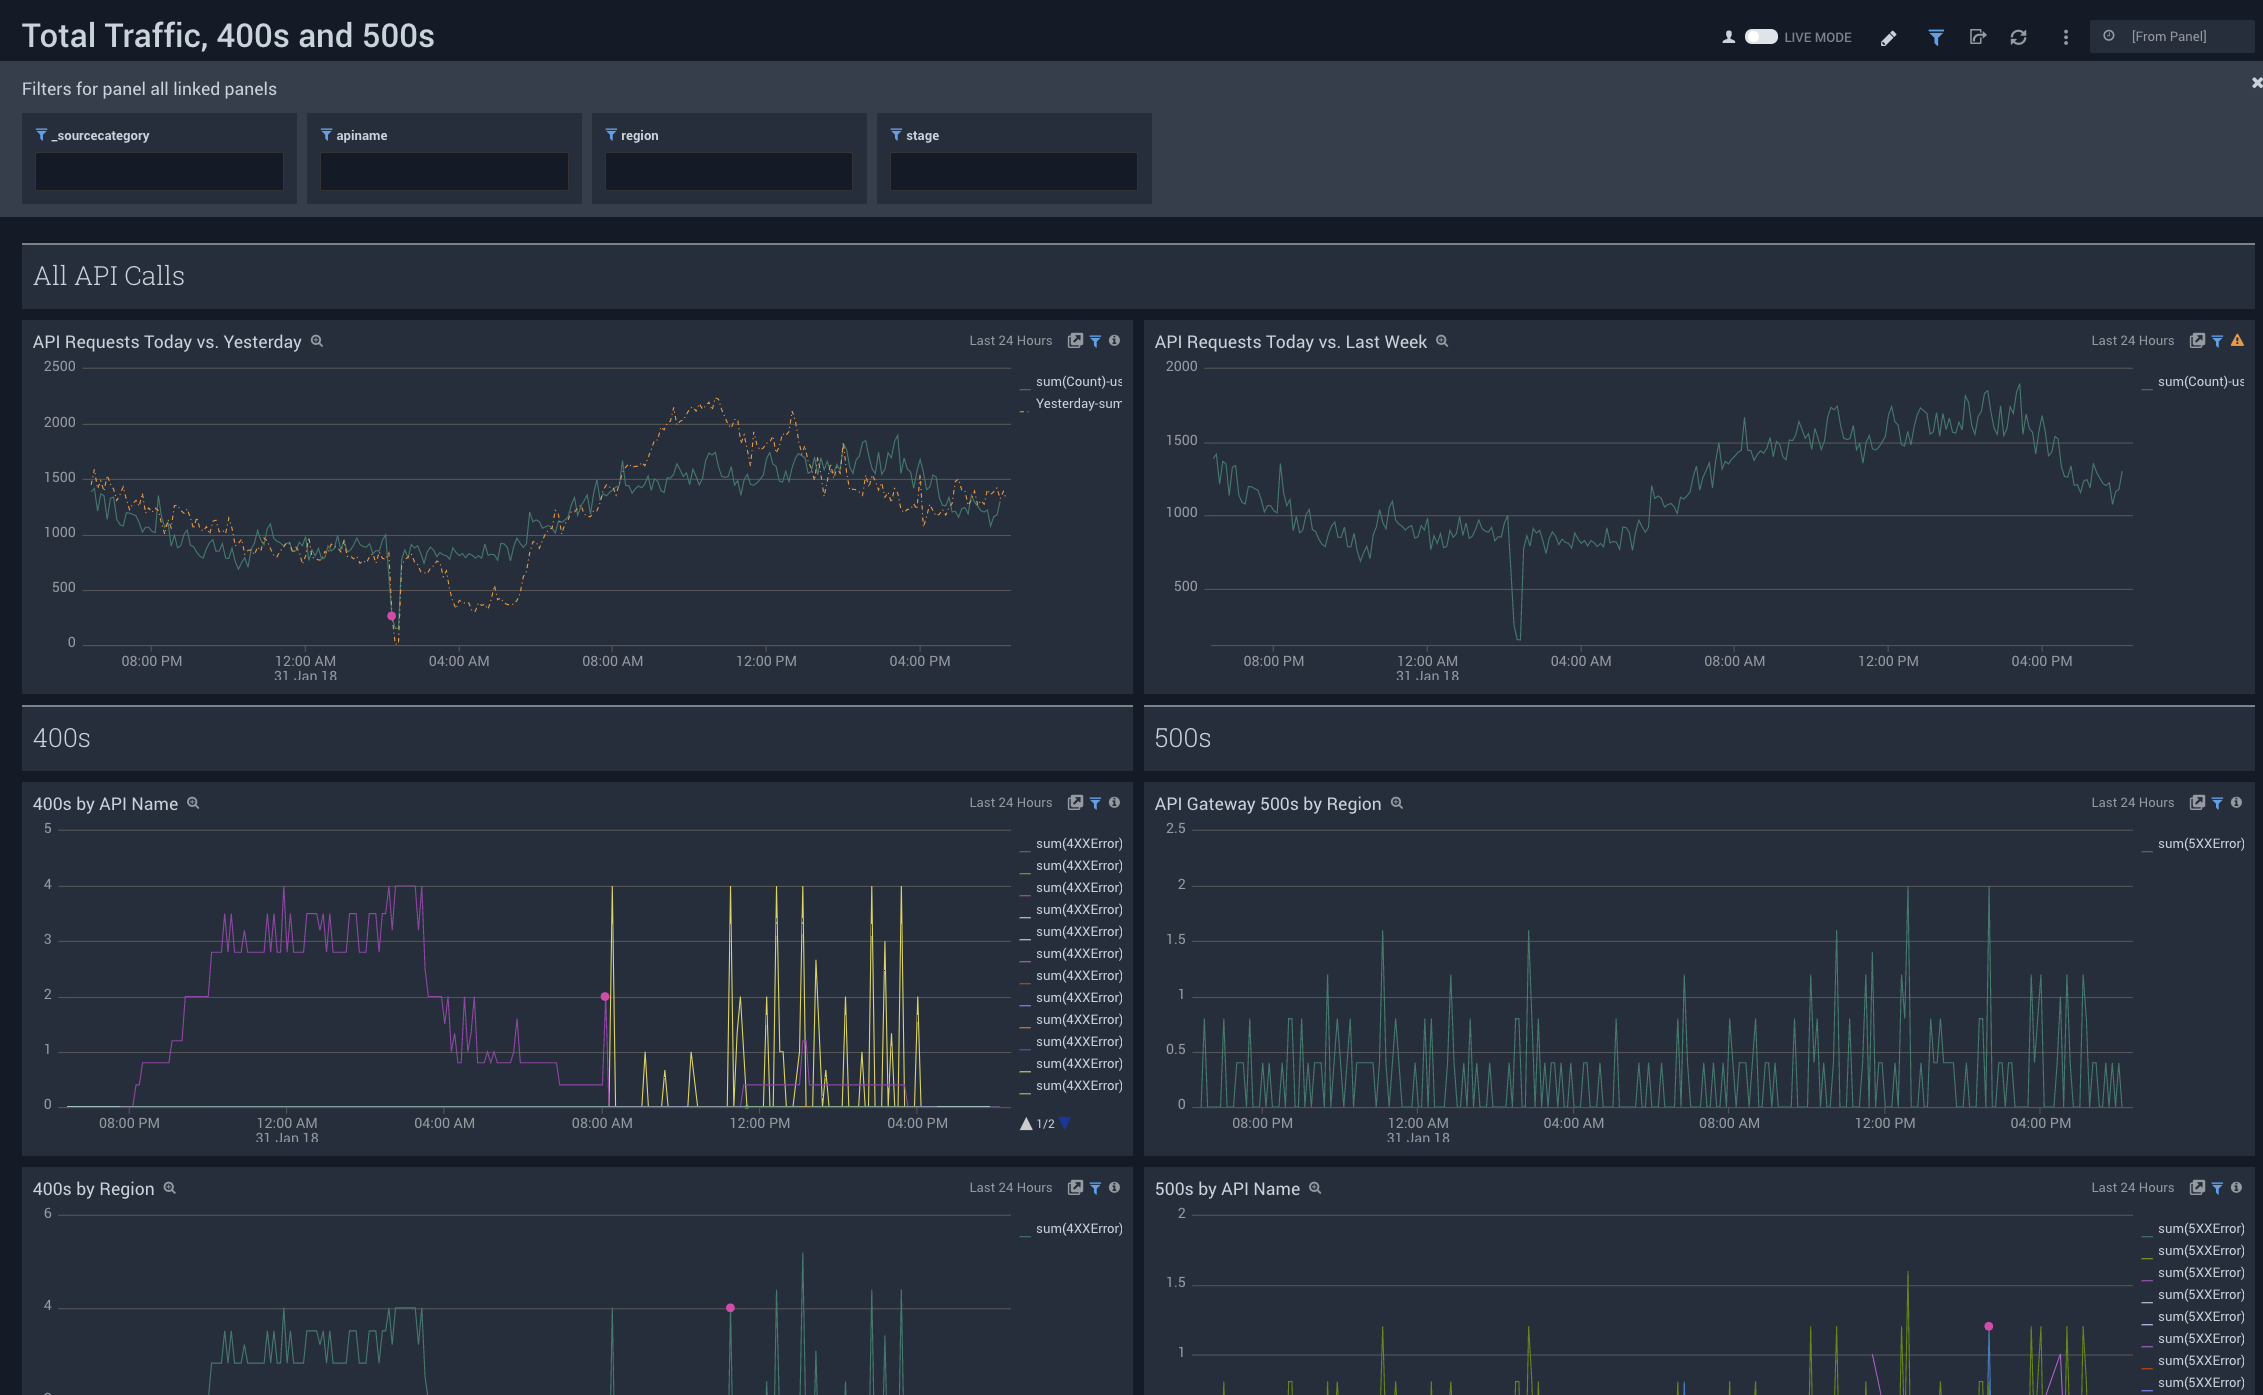 Total Traffic, 400s and 500s
LIVE MODE
[From Panel]
Filters for panel all linked panels
_sourcecategory
apiname
region
stage
All API Calls
API Requests Today vs. Yesterday
Last 24 Hours
2500
2000
1500
1000
500
0
sum(Count)-us
Yesterday-sum
08:00 PM
12:00 AM
04:00 AM
08:00 AM
12:00 PM
04:00 PM
31 Jan 18
API Requests Today vs. Last Week
Last 24 Hours
2000
1500
1000
500
sum(Count)-us
08:00 PM
12:00 AM
04:00 AM
08:00 AM
12:00 PM
04:00 PM
31 Jan 18
400s
500s
400s by API Name
Last 24 Hours
5
4
3
2
1
0
sum(4XXError)
sum(4XXError)
sum(4XXError)
sum(4XXError)
sum(4XXError)
sum(4XXError)
sum(4XXError)
sum(4XXError)
sum(4XXError)
sum(4XXError)
sum(4XXError)
sum(4XXError)
1/2
08:00 PM
12:00 AM
04:00 AM
08:00 AM
12:00 PM
04:00 PM
31 Jan 18
API Gateway 500s by Region
Last 24 Hours
2.5
2
1.5
1
0.5
0
sum(5XXError)
08:00 PM
12:00 AM
04:00 AM
08:00 AM
12:00 PM
04:00 PM
31 Jan 18
400s by Region
Last 24 Hours
6
4
sum(4XXError)
500s by API Name
Last 24 Hours
2
1.5
1
sum(5XXError)
sum(5XXError)
sum(5XXError)
sum(5XXError)
sum(5XXError)
sum(5XXError)
sum(5XXError)
sum(5XXError)